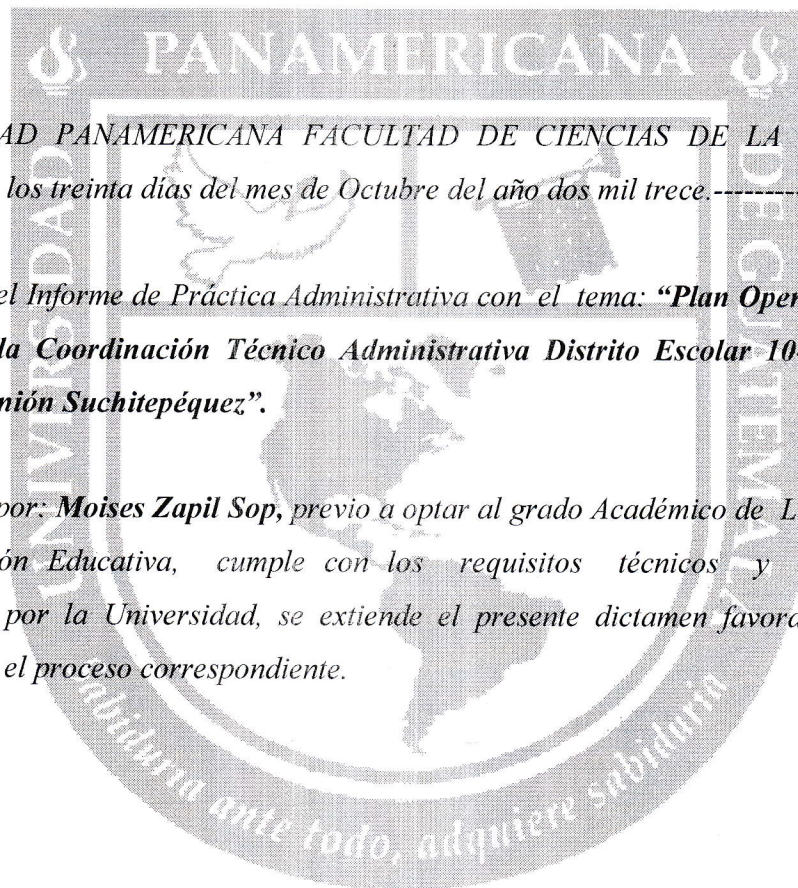 PANAMERICANA
UNIVERSIDAD
DE GUATEMALA
AD PANAMERICANA FACULTAD DE CIENCIAS DE LA
los treinta días del mes de Octubre del año dos mil trece.---------
el Informe de Práctica Administrativa con el tema: “Plan Oper
la Coordinación Técnico Administrativa Distrito Escolar 10-
nión Suchitepéquez”.
por: Moises Zapil Sop, previo a optar al grado Académico de L
ón Educativa, cumple con los requisitos técnicos y
por la Universidad, se extiende el presente dictamen favora
el proceso correspondiente.
Sabiduría ante todo, adquiere sabiduría